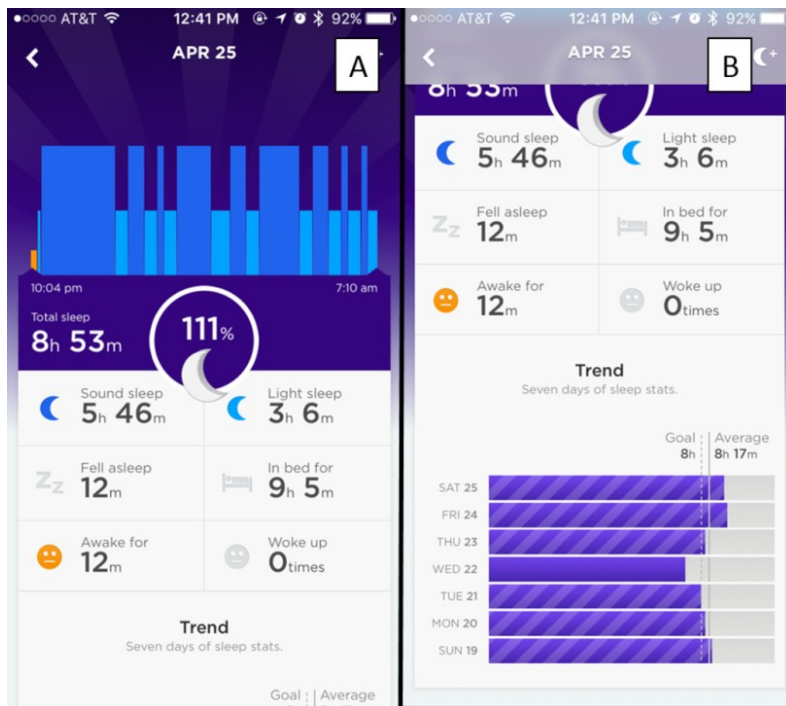 AT&T 12:41 PM 92%
APR 25
A
10:04 pm 7:10 am
Total sleep
8h 53m
111%
Sound sleep
5h 46m
Light sleep
3h 6m
Fell asleep
12m
In bed for
9h 5m
Awake for
12m
Woke up
0times
Trend
Seven days of sleep stats.
Goal Average
AT&T 12:41 PM 92%
APR 25
B
8h 53m
Sound sleep
5h 46m
Light sleep
3h 6m
Zz
Fell asleep
12m
In bed for
9h 5m
Awake for
12m
Woke up
0times
Trend
Seven days of sleep stats.
Goal Average
8h 8h 17m
SAT 25
FRI 24
THU 23
WED 22
TUE 21
MON 20
SUN 19